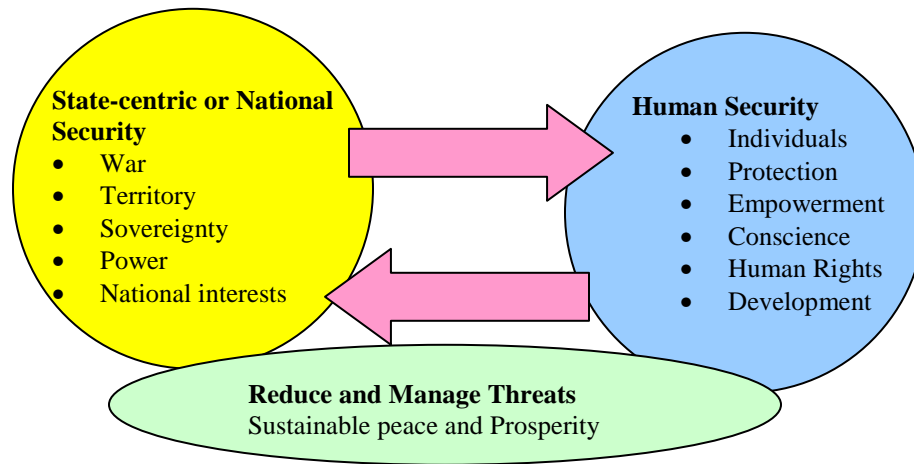 State-centric or National
Security
• War
• Territory
• Sovereignty
• Power
• National interests
Human Security
• Individuals
• Protection
• Empowerment
• Conscience
• Human Rights
• Development
Reduce and Manage Threats
Sustainable peace and Prosperity